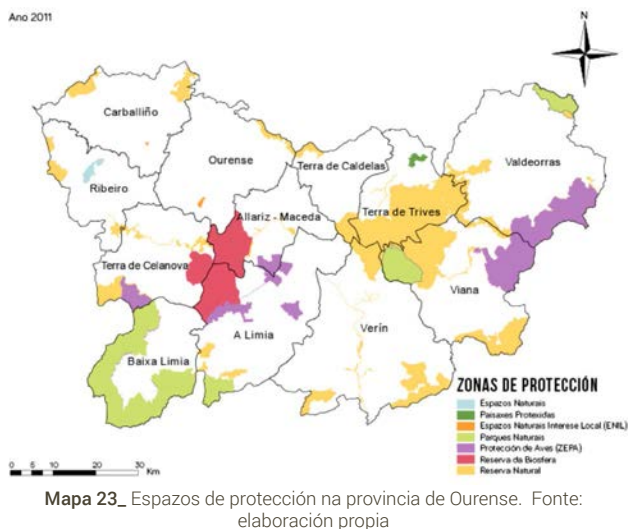 Ano 2011
N
Carballiño
Ourense
Terra de Caldelas
Valdeorras
Ribeiro
Allariz - Maceda
Terra de Trives
Terra de Celanova
Viana
A Limia
Verín
Baixa Limia
ZONAS DE PROTECCIÓN
Espazos Naturais
Paisaxes Protexidas
Espazos Naturais Interese Local (ENIL)
Parques Naturais
Protección de Aves (ZEPA)
Reserva da Biosfera
Reserva Natural
0 5 10 20 30
Km
Mapa 23_ Espazos de protección na provincia de Ourense. Fonte:
elaboración propia